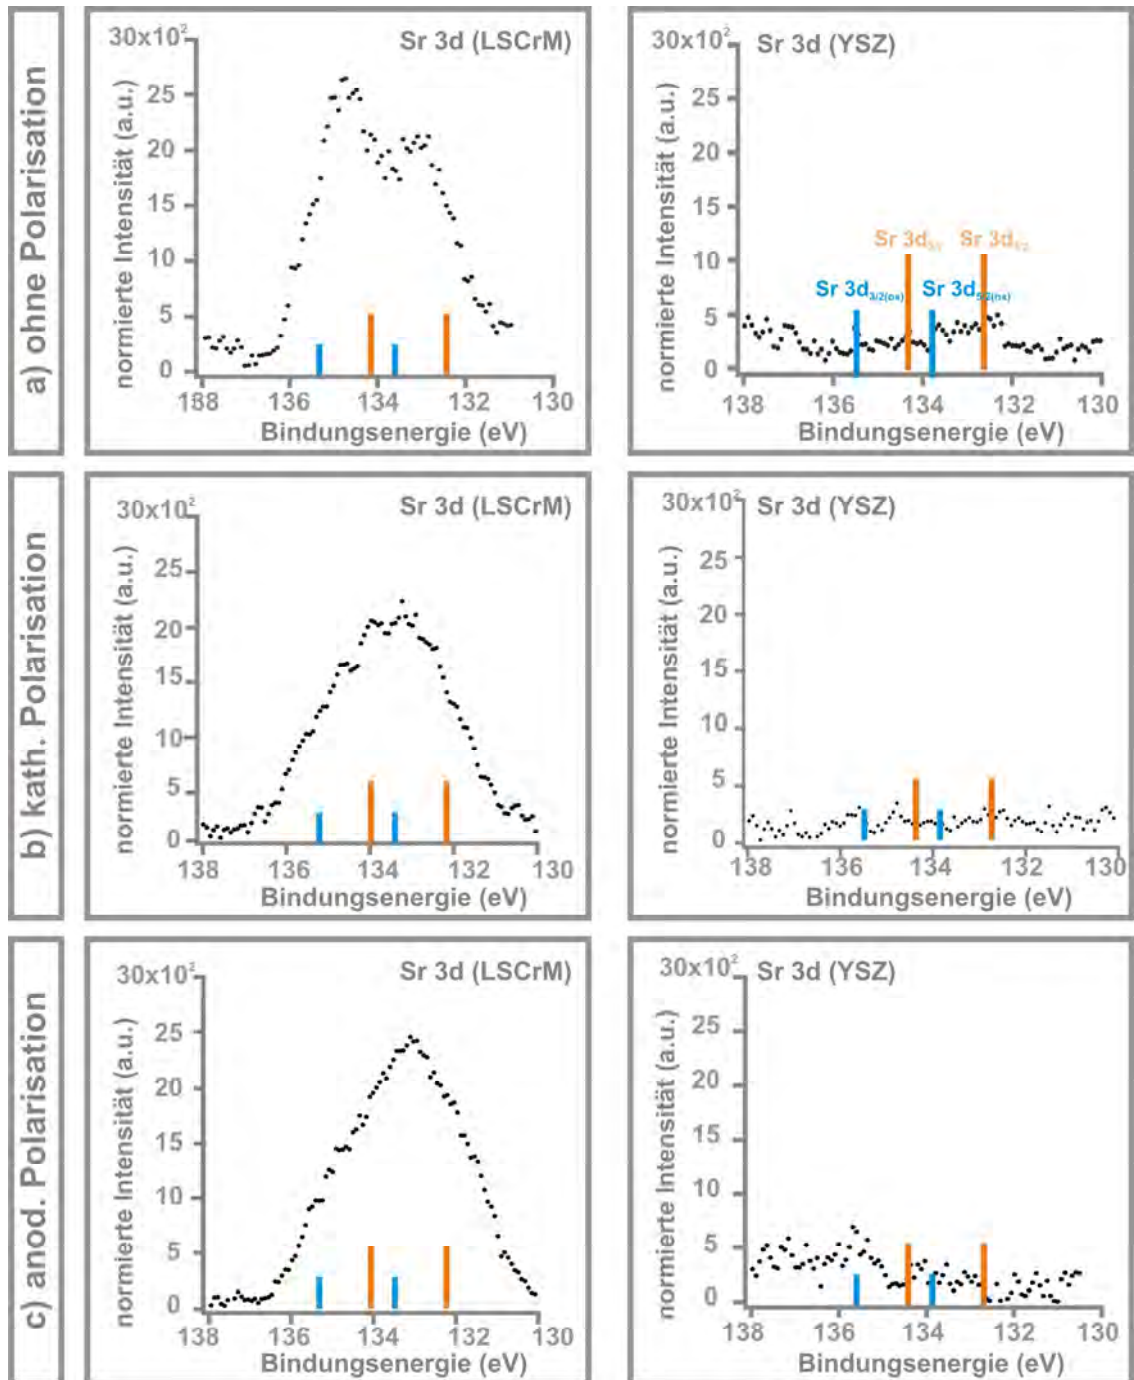 a) ohne Polarisation
Sr 3d (LSCrM)
30x10²
25
20
15
10
5
0
normierte Intensität (a.u.)
138 136 134 132 130
Bindungsenergie (eV)
Sr 3d (YSZ)
30x10²
25
20
15
10
5
0
normierte Intensität (a.u.)
Sr 3d Sr 3d
Sr 3d3/2(ox) Sr 3d
138 136 134 132 130
Bindungsenergie (eV)
b) kath. Polarisation
Sr 3d (LSCrM)
30x10²
25
20
15
10
5
0
normierte Intensität (a.u.)
138 136 134 132 130
Bindungsenergie (eV)
Sr 3d (YSZ)
30x10²
25
20
15
10
5
0
normierte Intensität (a.u.)
138 136 134 132 130
Bindungsenergie (eV)
c) anod. Polarisation
Sr 3d (LSCrM)
30x10²
25
20
15
10
5
0
normierte Intensität (a.u.)
138 136 134 132 130
Bindungsenergie (eV)
Sr 3d (YSZ)
30x10²
25
20
15
10
5
0
normierte Intensität (a.u.)
138 136 134 132 130
Bindungsenergie (eV)